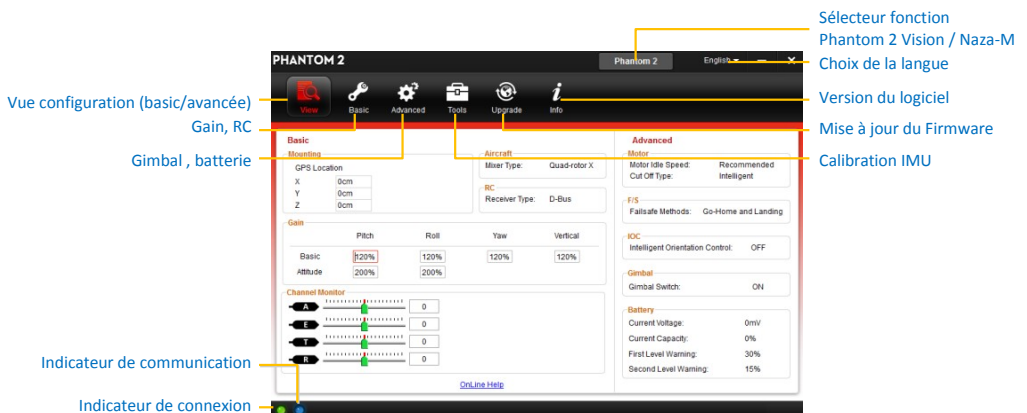 Sélecteur fonction
Phantom 2 Vision / Naza-M
Choix de la langue
Version du logiciel
Mise à jour du Firmware
Calibration IMU
Vue configuration (basic/avancée)
Gain, RC
Gimbal , batterie
Indicateur de communication
Indicateur de connexion
PHANTOM 2
Phantom 2
English
View
Basic
Advanced
Tools
Upgrade
Info
Basic
Mounting
GPS Location
X 0cm
Y 0cm
Z 0cm
Aircraft
Mixer Type: Quad-rotor X
RC
Receiver Type: D-Bus
Gain
Pitch Roll Yaw Vertical
Basic 120% 120% 120% 120%
Attitude 200% 200%
Channel Monitor
A 0
E 0
T 0
R 0
Advanced
Motor
Motor Idle Speed: Recommended
Cut Off Type: Intelligent
F/S
Failsafe Methods: Go-Home and Landing
IOC
Intelligent Orientation Control: OFF
Gimbal
Gimbal Switch: ON
Battery
Current Voltage: 0mV
Current Capacity: 0%
First Level Warning: 30%
Second Level Warning: 15%
OnLine Help